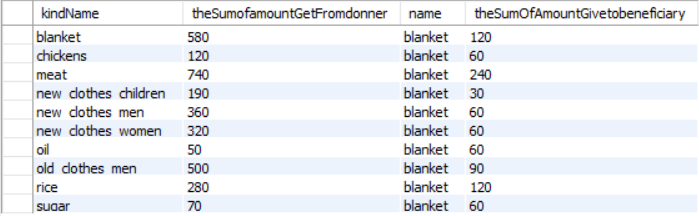 kindName theSumofamountGetFromdonner name theSumOfAmountGivetobeneficiary
blanket 580 blanket 120
chickens 120 blanket 60
meat 740 blanket 240
new clothes children 190 blanket 30
new clothes men 360 blanket 60
new clothes women 320 blanket 60
oil 50 blanket 60
old clothes men 500 blanket 90
rice 280 blanket 120
sugar 70 blanket 60